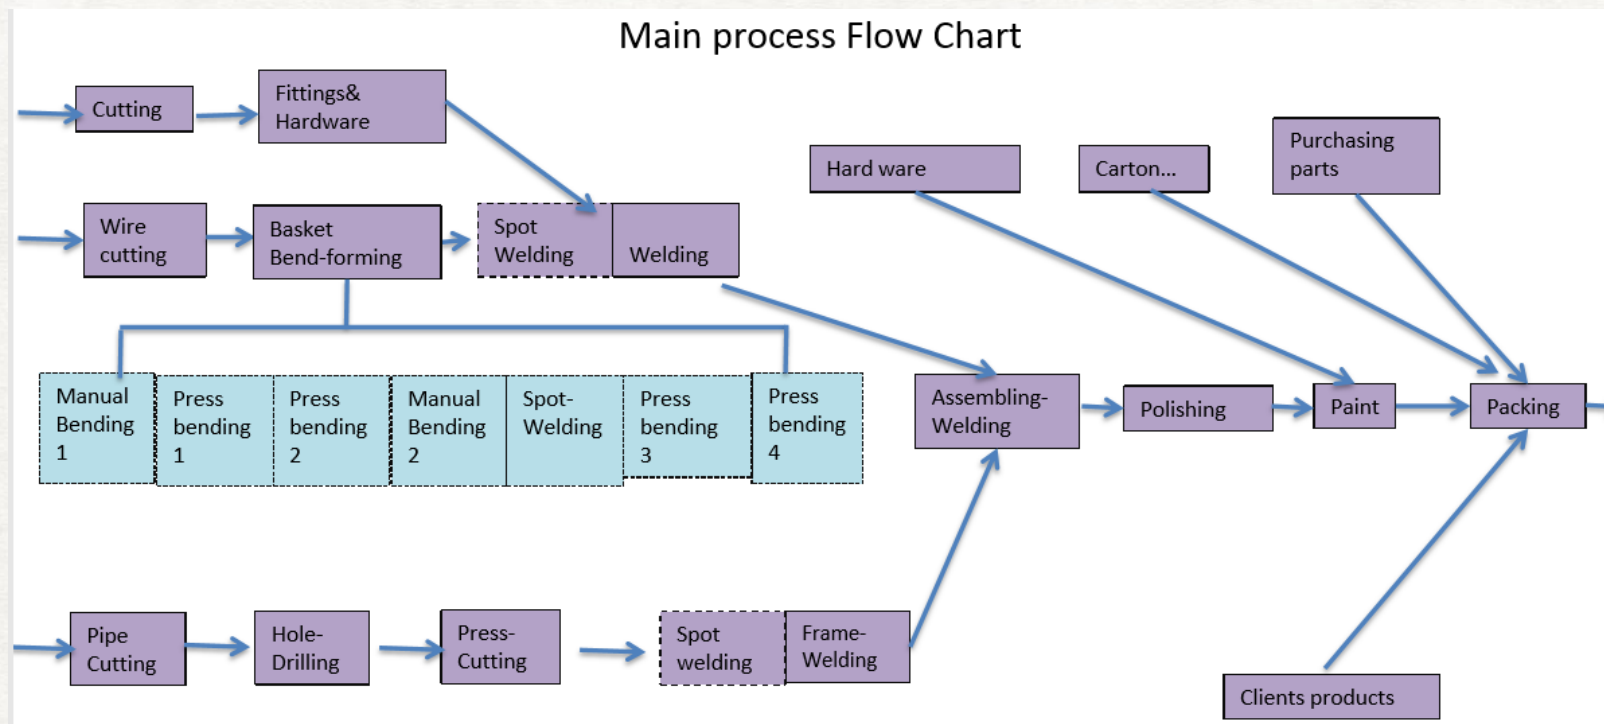 Main process Flow Chart
Cutting
Fittings&
Hardware
Hard ware
Carton...
Purchasing
parts
Wire
cutting
Basket
Bend-forming
Spot
Welding
Welding
Manual
Bending
1
Press
bending
1
Press
bending
2
Manual
Bending
2
Spot-
Welding
Press
bending
3
Press
bending
4
Assembling-
Welding
Polishing
Paint
Packing
Pipe
Cutting
Hole-
Drilling
Press-
Cutting
Spot
welding
Frame-
Welding
Clients products